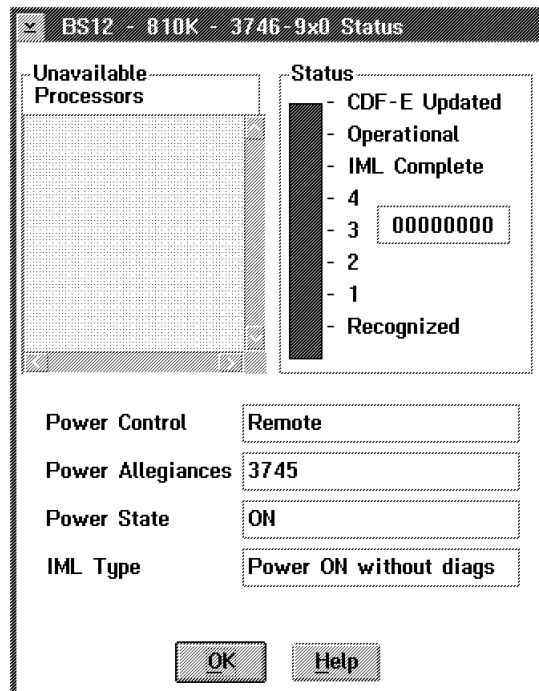 BS12 - 810K - 3746-9x0 Status
Unavailable
Processors
Status
- CDF-E Updated
- Operational
- IML Complete
- 4
- 3
00000000
- 2
- 1
- Recognized
Power Control Remote
Power Allegiances 3745
Power State ON
IML Type Power ON without diags
OK Help